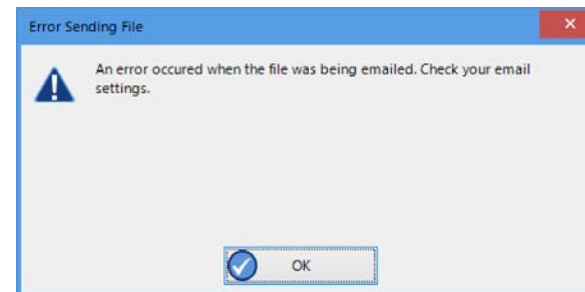 Error Sending File
An error occured when the file was being emailed. Check your email
settings.
OK